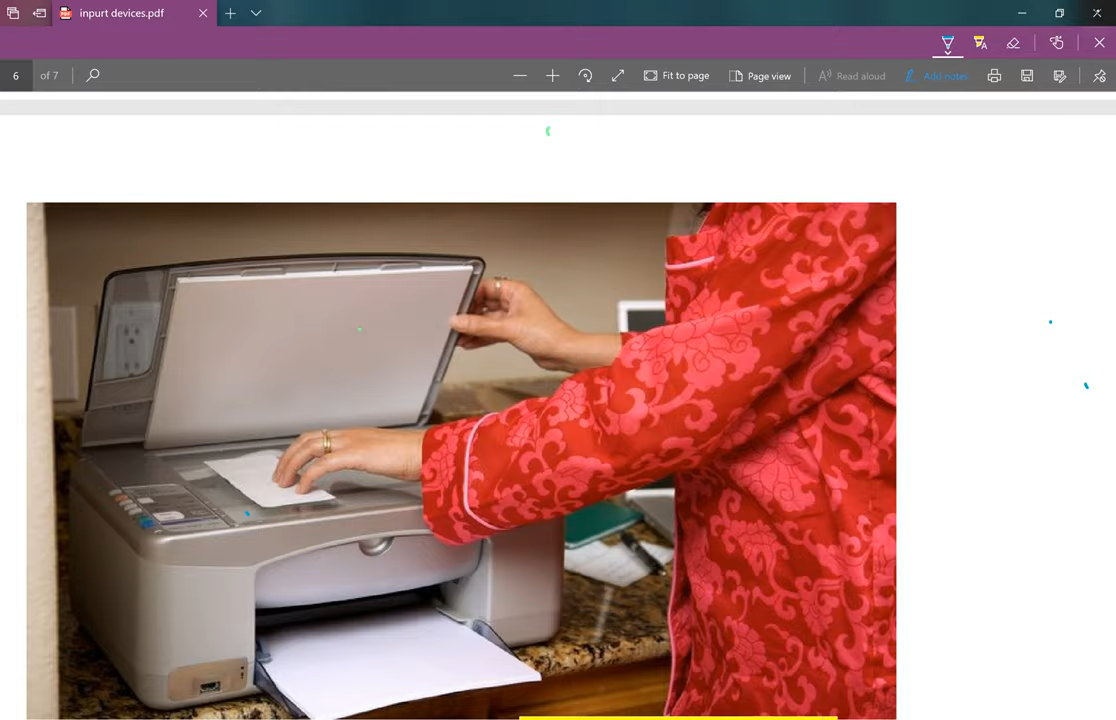 inpurt devices.pdf
6 of 7
Fit to page
Page view
Read aloud
Add notes